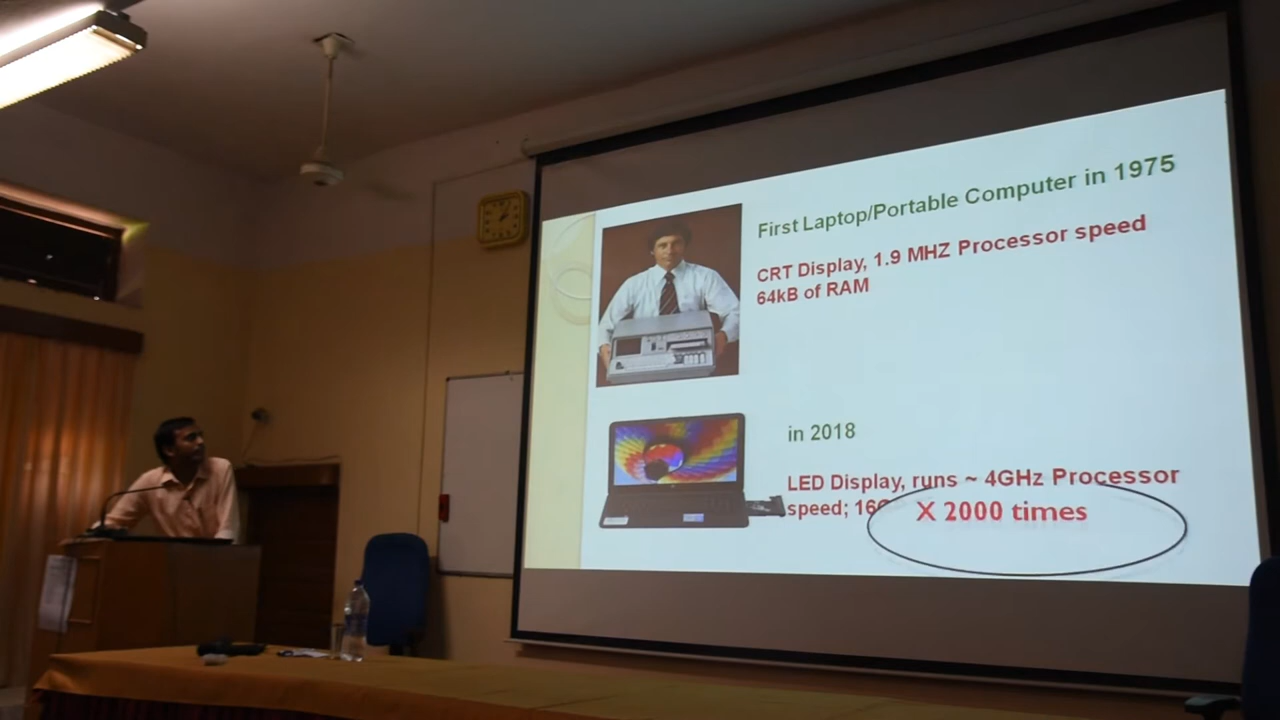 First Laptop/Portable Computer in 1975
CRT Display, 1.9 MHZ Processor speed
64kB of RAM
in 2018
LED Display, runs ~ 4GHz Processor
speed;
X 2000 times